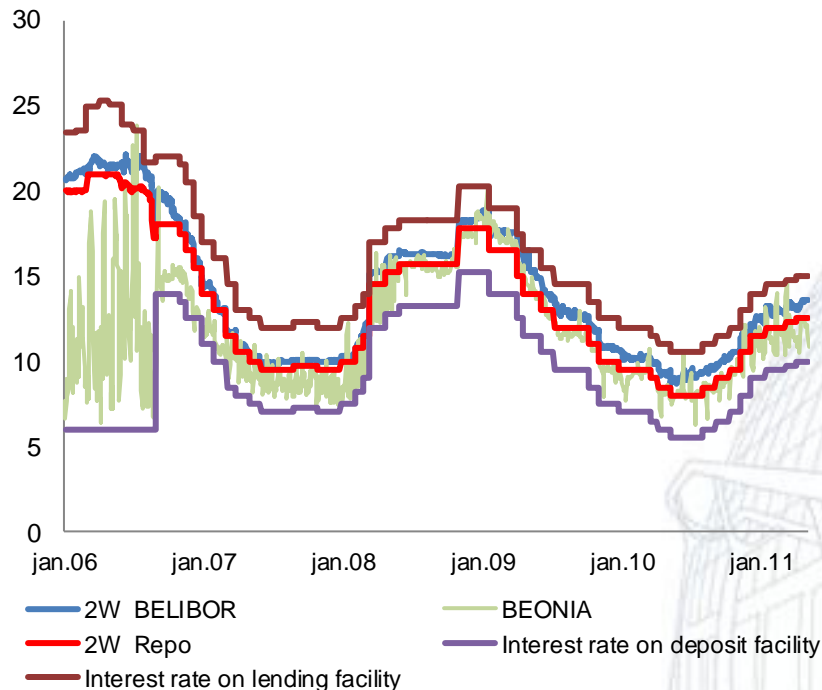 30
25
20
15
10
5
0
jan.06 jan.07 jan.08 jan.09 jan.10 jan.11
2W BELIBOR BEONIA
2W Repo Interest rate on deposit facility
Interest rate on lending facility